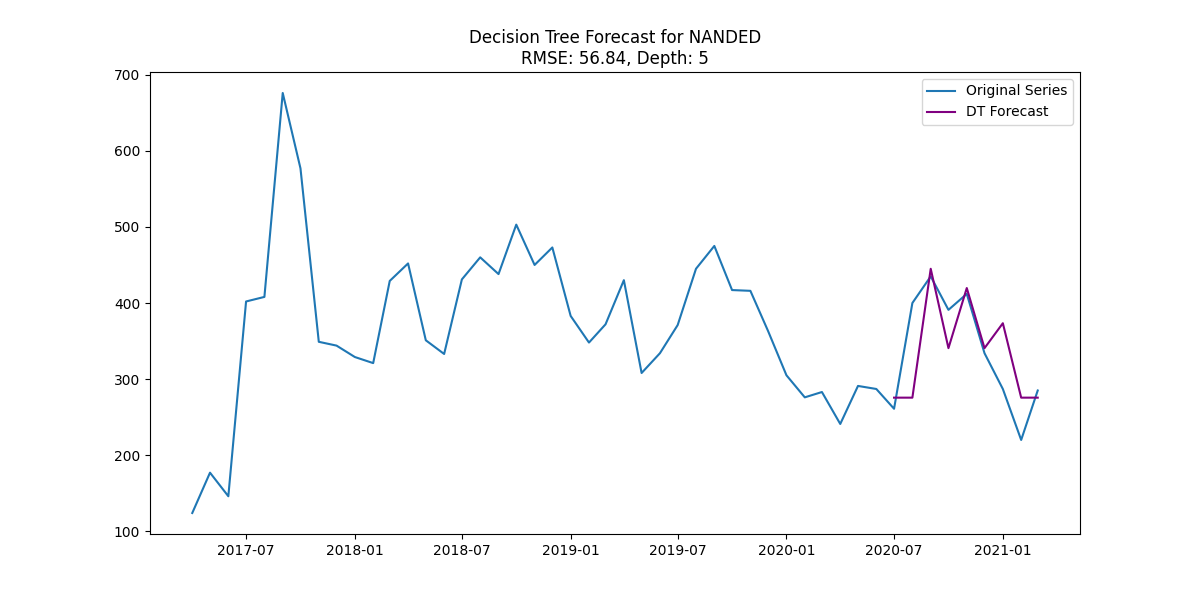 Decision Tree Forecast for NANDED
RMSE: 56.84, Depth: 5
Original Series
DT Forecast
700
600
500
400
300
200
100
2017-07 2018-01 2018-07 2019-01 2019-07 2020-01 2020-07 2021-01